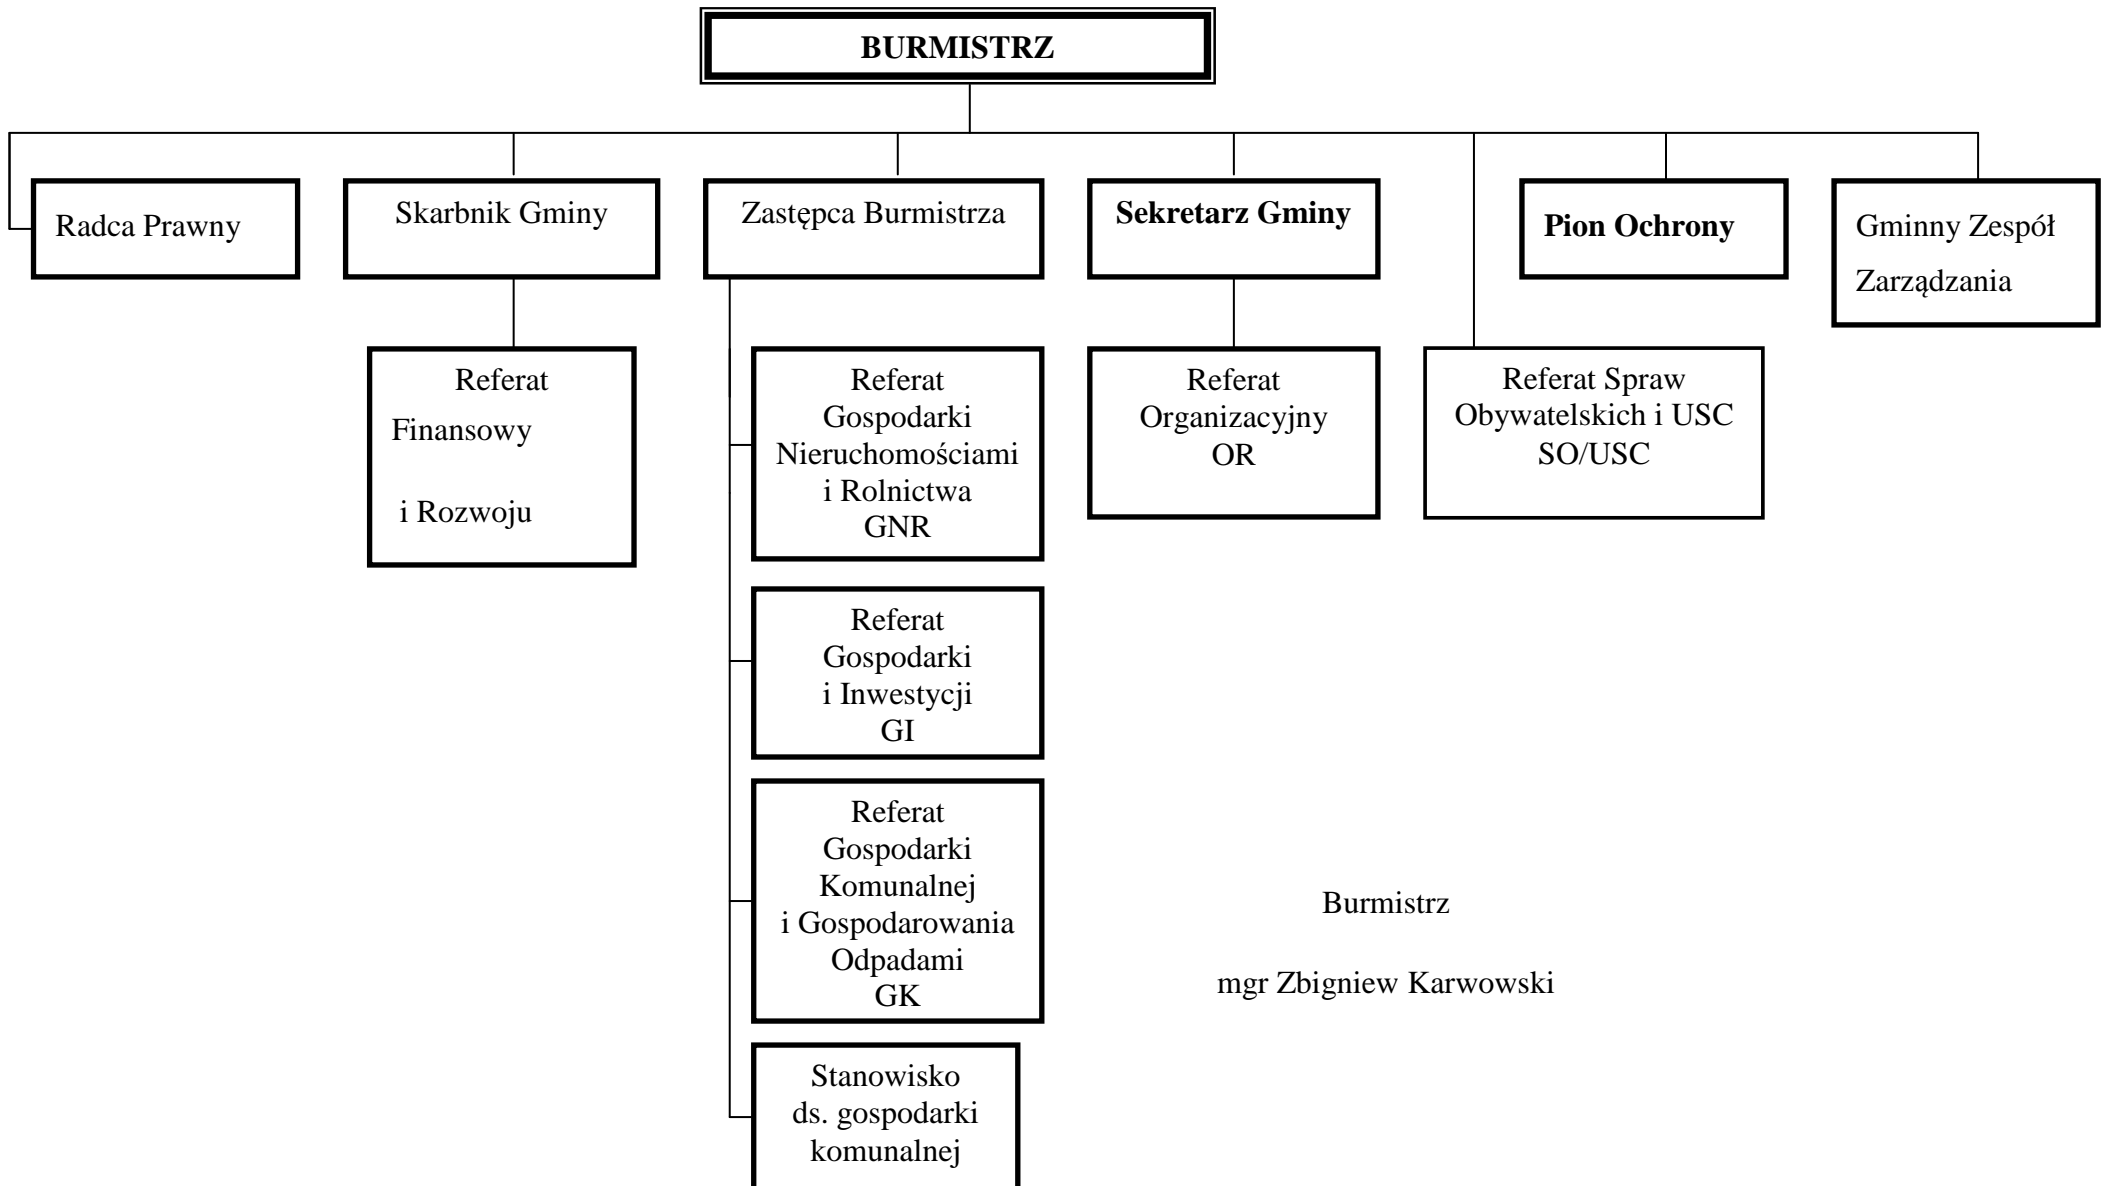 BURMISTRZ
Radca Prawny
Skarbnik Gminy
Zastępca Burmistrza
Sekretarz Gminy
Pion Ochrony
Gminny Zespół
Zarządzania
Referat
Finansowy
i Rozwoju
Referat
Gospodarki
Nieruchomościami
i Rolnictwa
GNR
Referat
Organizacyjny
OR
Referat Spraw
Obywatelskich i USC
SO/USC
Referat
Gospodarki
i Inwestycji
GI
Referat
Gospodarki
Komunalnej
i Gospodarowania
Odpadami
GK
Stanowisko
ds. gospodarki
komunalnej
Burmistrz
mgr Zbigniew Karwowski